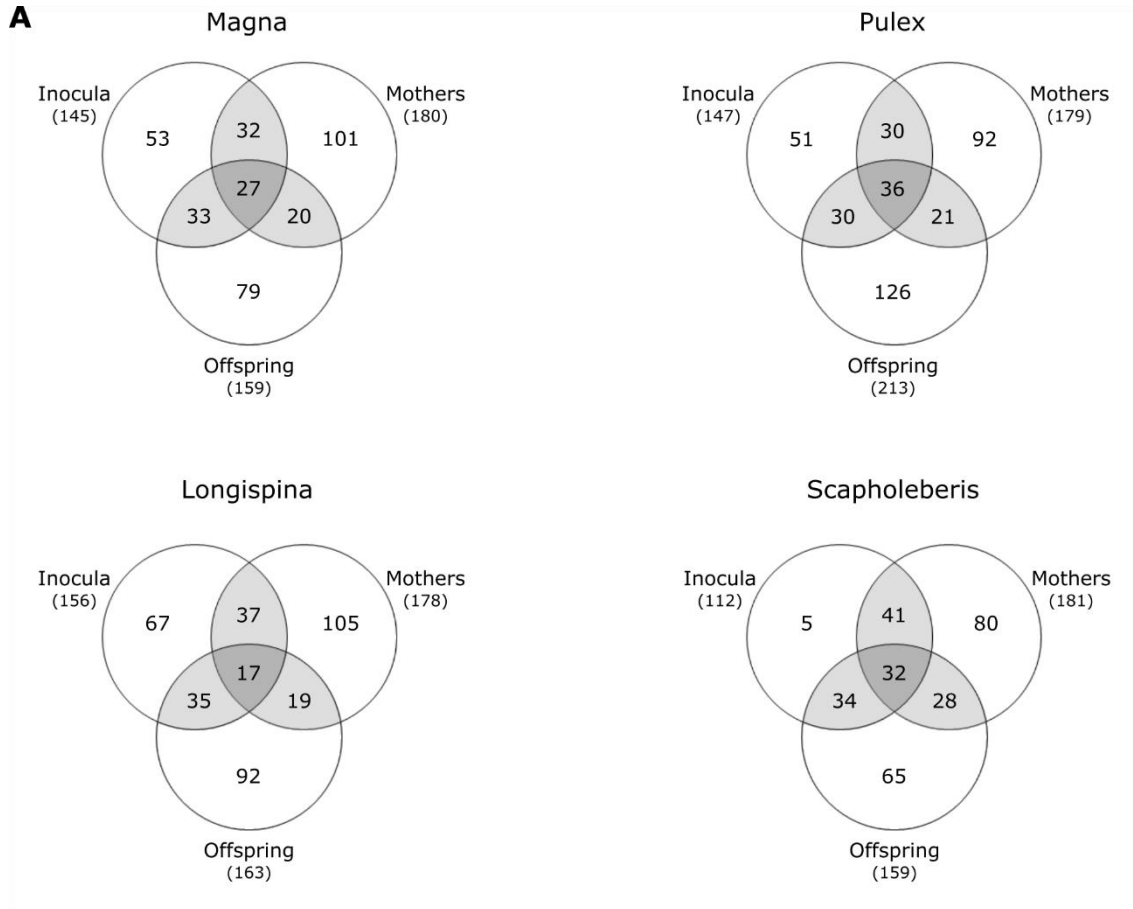 A
Magna
Pulex
Inocula
(145)
Mothers
(180)
53
32
101
27
33
20
79
Offspring
(159)
Inocula
(147)
Mothers
(179)
51
30
92
36
30
21
126
Offspring
(213)
Longispina
Scapholeberis
Inocula
(156)
Mothers
(178)
67
37
105
17
35
19
92
Offspring
(163)
Inocula
(112)
Mothers
(181)
5
41
80
32
34
28
65
Offspring
(159)